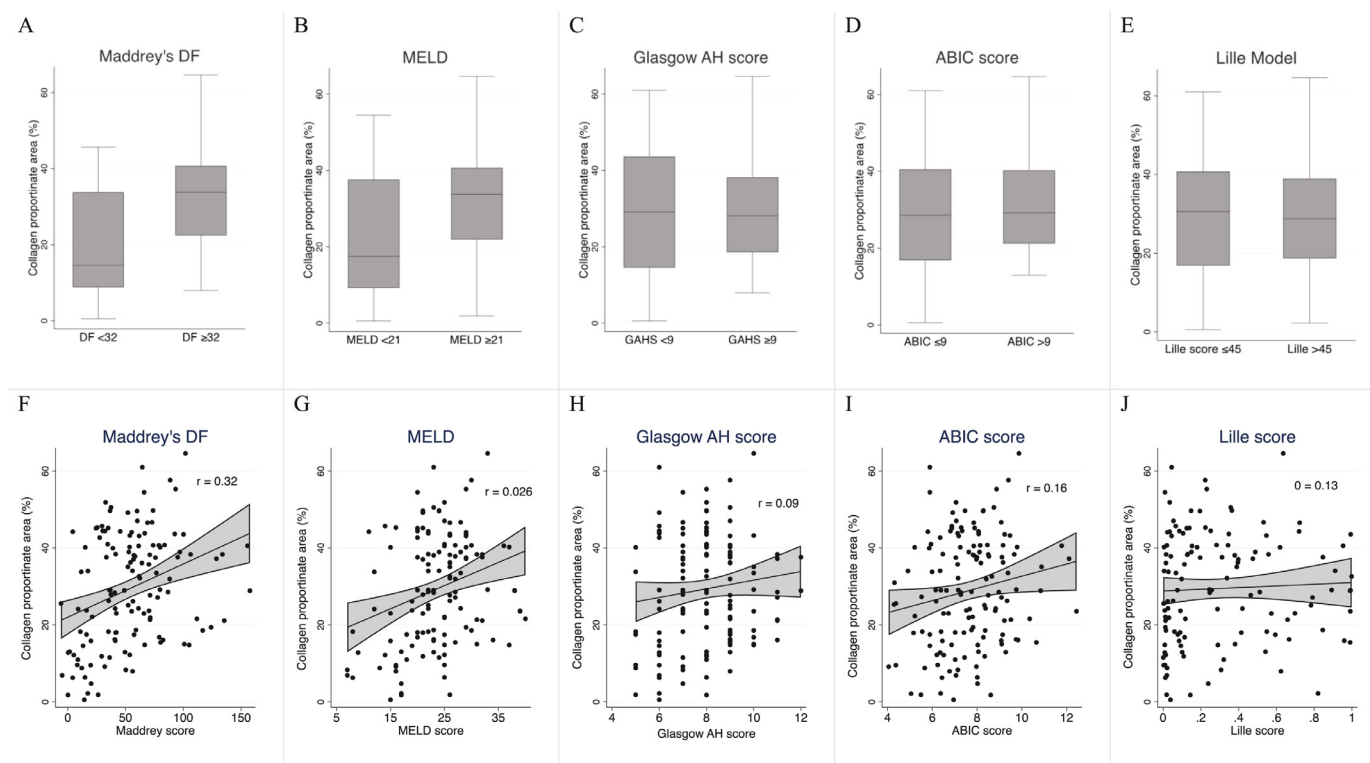 A
Maddrey's DF
Collagen proportinate area (%)
60
40
20
0
DF <32
DF ≥32
B
MELD
Collagen proportinate area (%)
60
40
20
0
MELD <21
MELD ≥21
C
Glasgow AH score
Collagen proportinate area (%)
60
40
20
0
GAHS <9
GAHS ≥9
D
ABIC score
Collagen proportinate area (%)
60
40
20
0
ABIC ≤9
ABIC >9
E
Lille Model
Collagen proportinate area (%)
60
40
20
0
Lille score ≤45
Lille >45
F
Maddrey's DF
r = 0.32
Collagen proportinate area (%)
60
40
20
0
0 50 100 150
Maddrey score
G
MELD
r = 0.026
Collagen proportinate area (%)
60
40
20
0
5 15 25 35
MELD score
H
Glasgow AH score
r = 0.09
Collagen proportinate area (%)
60
40
20
0
4 6 8 10 12
Glasgow AH score
I
ABIC score
r = 0.16
Collagen proportinate area (%)
60
40
20
0
4 6 8 10 12
ABIC score
J
Lille score
0 = 0.13
Collagen proportinate area (%)
60
40
20
0
0 .2 .4 .6 .8 1
Lille score